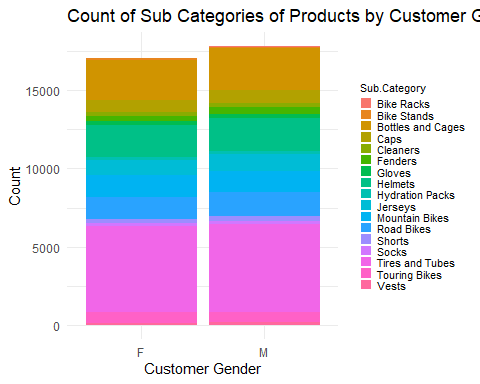 Count of Sub Categories of Products by Customer G
Count
15000
10000
5000
0
F
M
Customer Gender
Sub.Category
Bike Racks
Bike Stands
Bottles and Cages
Caps
Cleaners
Fenders
Gloves
Helmets
Hydration Packs
Jerseys
Mountain Bikes
Road Bikes
Shorts
Socks
Tires and Tubes
Touring Bikes
Vests